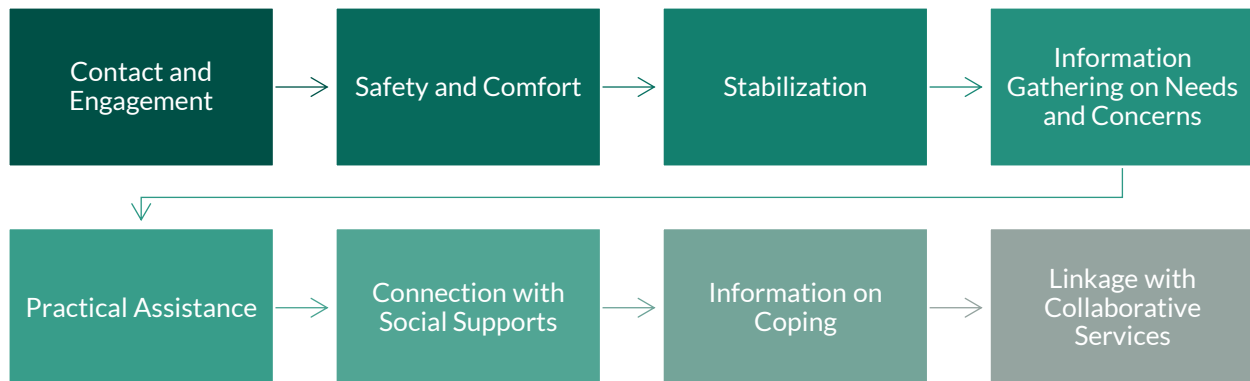 Contact and
Engagement
Safety and Comfort
Stabilization
Information
Gathering on Needs
and Concerns
Practical Assistance
Connection with
Social Supports
Information on
Coping
Linkage with
Collaborative
Services